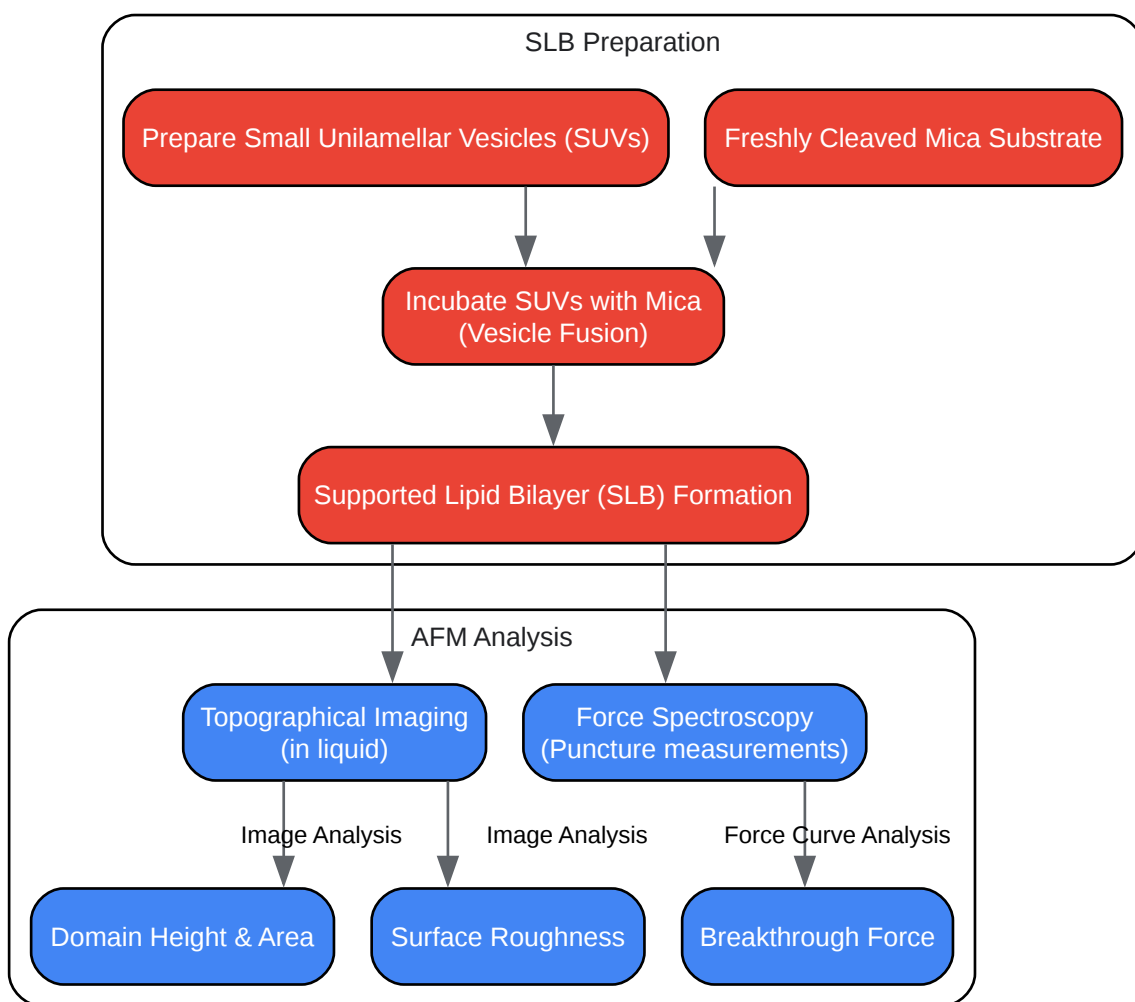 SLB Preparation
Prepare Small Unilamellar Vesicles (SUVs)
Freshly Cleaved Mica Substrate
Incubate SUVs with Mica
(Vesicle Fusion)
Supported Lipid Bilayer (SLB) Formation
AFM Analysis
Topographical Imaging
(in liquid)
Force Spectroscopy
(Puncture measurements)
Image Analysis
Image Analysis
Force Curve Analysis
Domain Height & Area
Surface Roughness
Breakthrough Force